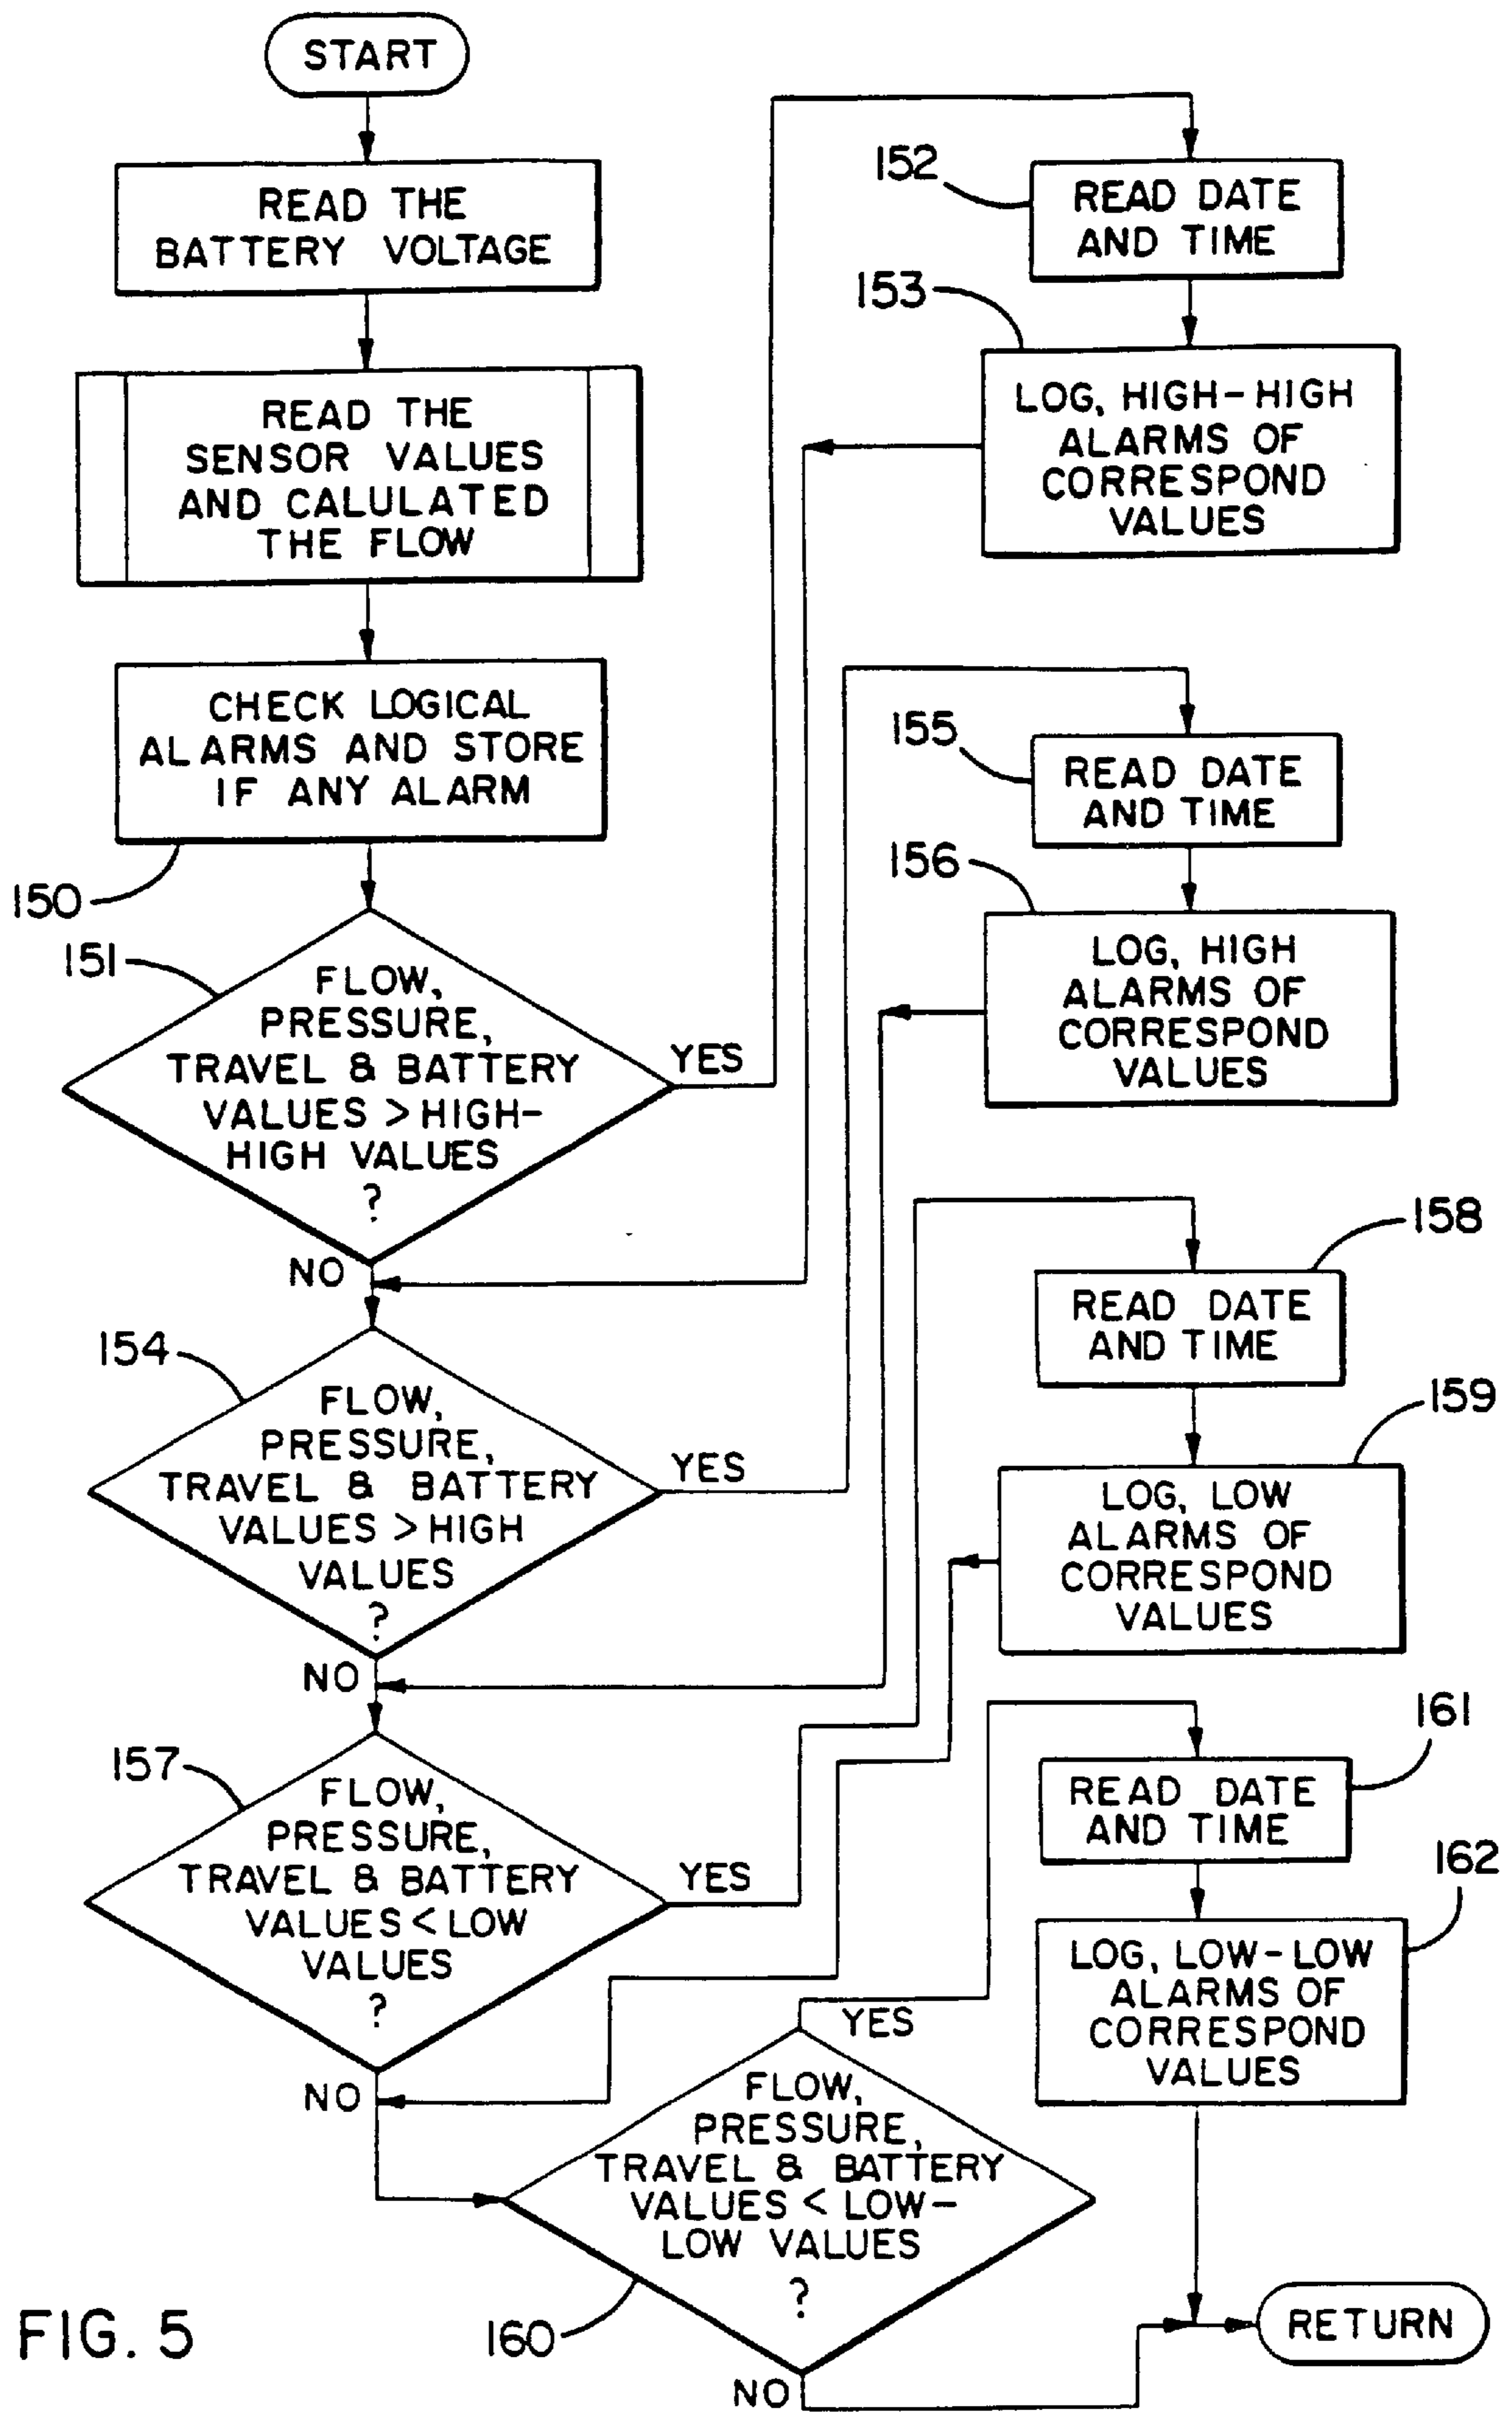 START
READ THE
BATTERY VOLTAGE
READ THE
SENSOR VALUES
AND CALULATED
THE FLOW
CHECK LOGICAL
ALARMS AND STORE
IF ANY ALARM
150
151
FLOW,
PRESSURE,
TRAVEL & BATTERY
VALUES > HIGH-
HIGH VALUES
?
YES
NO
152
READ DATE
AND TIME
153
LOG, HIGH-HIGH
ALARMS OF
CORRESPOND
VALUES
154
FLOW,
PRESSURE,
TRAVEL & BATTERY
VALUES > HIGH
VALUES
?
YES
NO
155
READ DATE
AND TIME
156
LOG, HIGH
ALARMS OF
CORRESPOND
VALUES
157
FLOW,
PRESSURE,
TRAVEL & BATTERY
VALUES < LOW
VALUES
?
YES
NO
158
READ DATE
AND TIME
159
LOG, LOW
ALARMS OF
CORRESPOND
VALUES
160
FLOW,
PRESSURE,
TRAVEL & BATTERY
VALUES < LOW-
LOW VALUES
?
YES
NO
161
READ DATE
AND TIME
162
LOG, LOW-LOW
ALARMS OF
CORRESPOND
VALUES
RETURN
FIG. 5